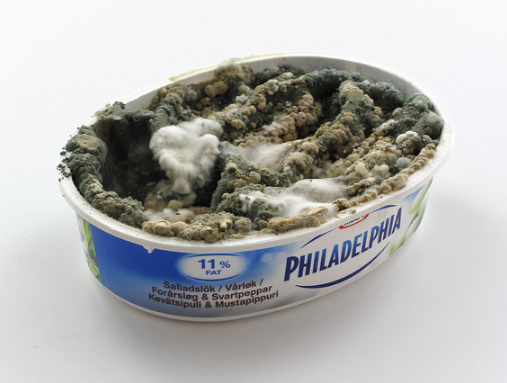 11%
FAT
Salladslök / Vårløk /
Forårsløg & Svartpeppar
Kevätsipuli & Mustapippuri
PHILADELPHIA